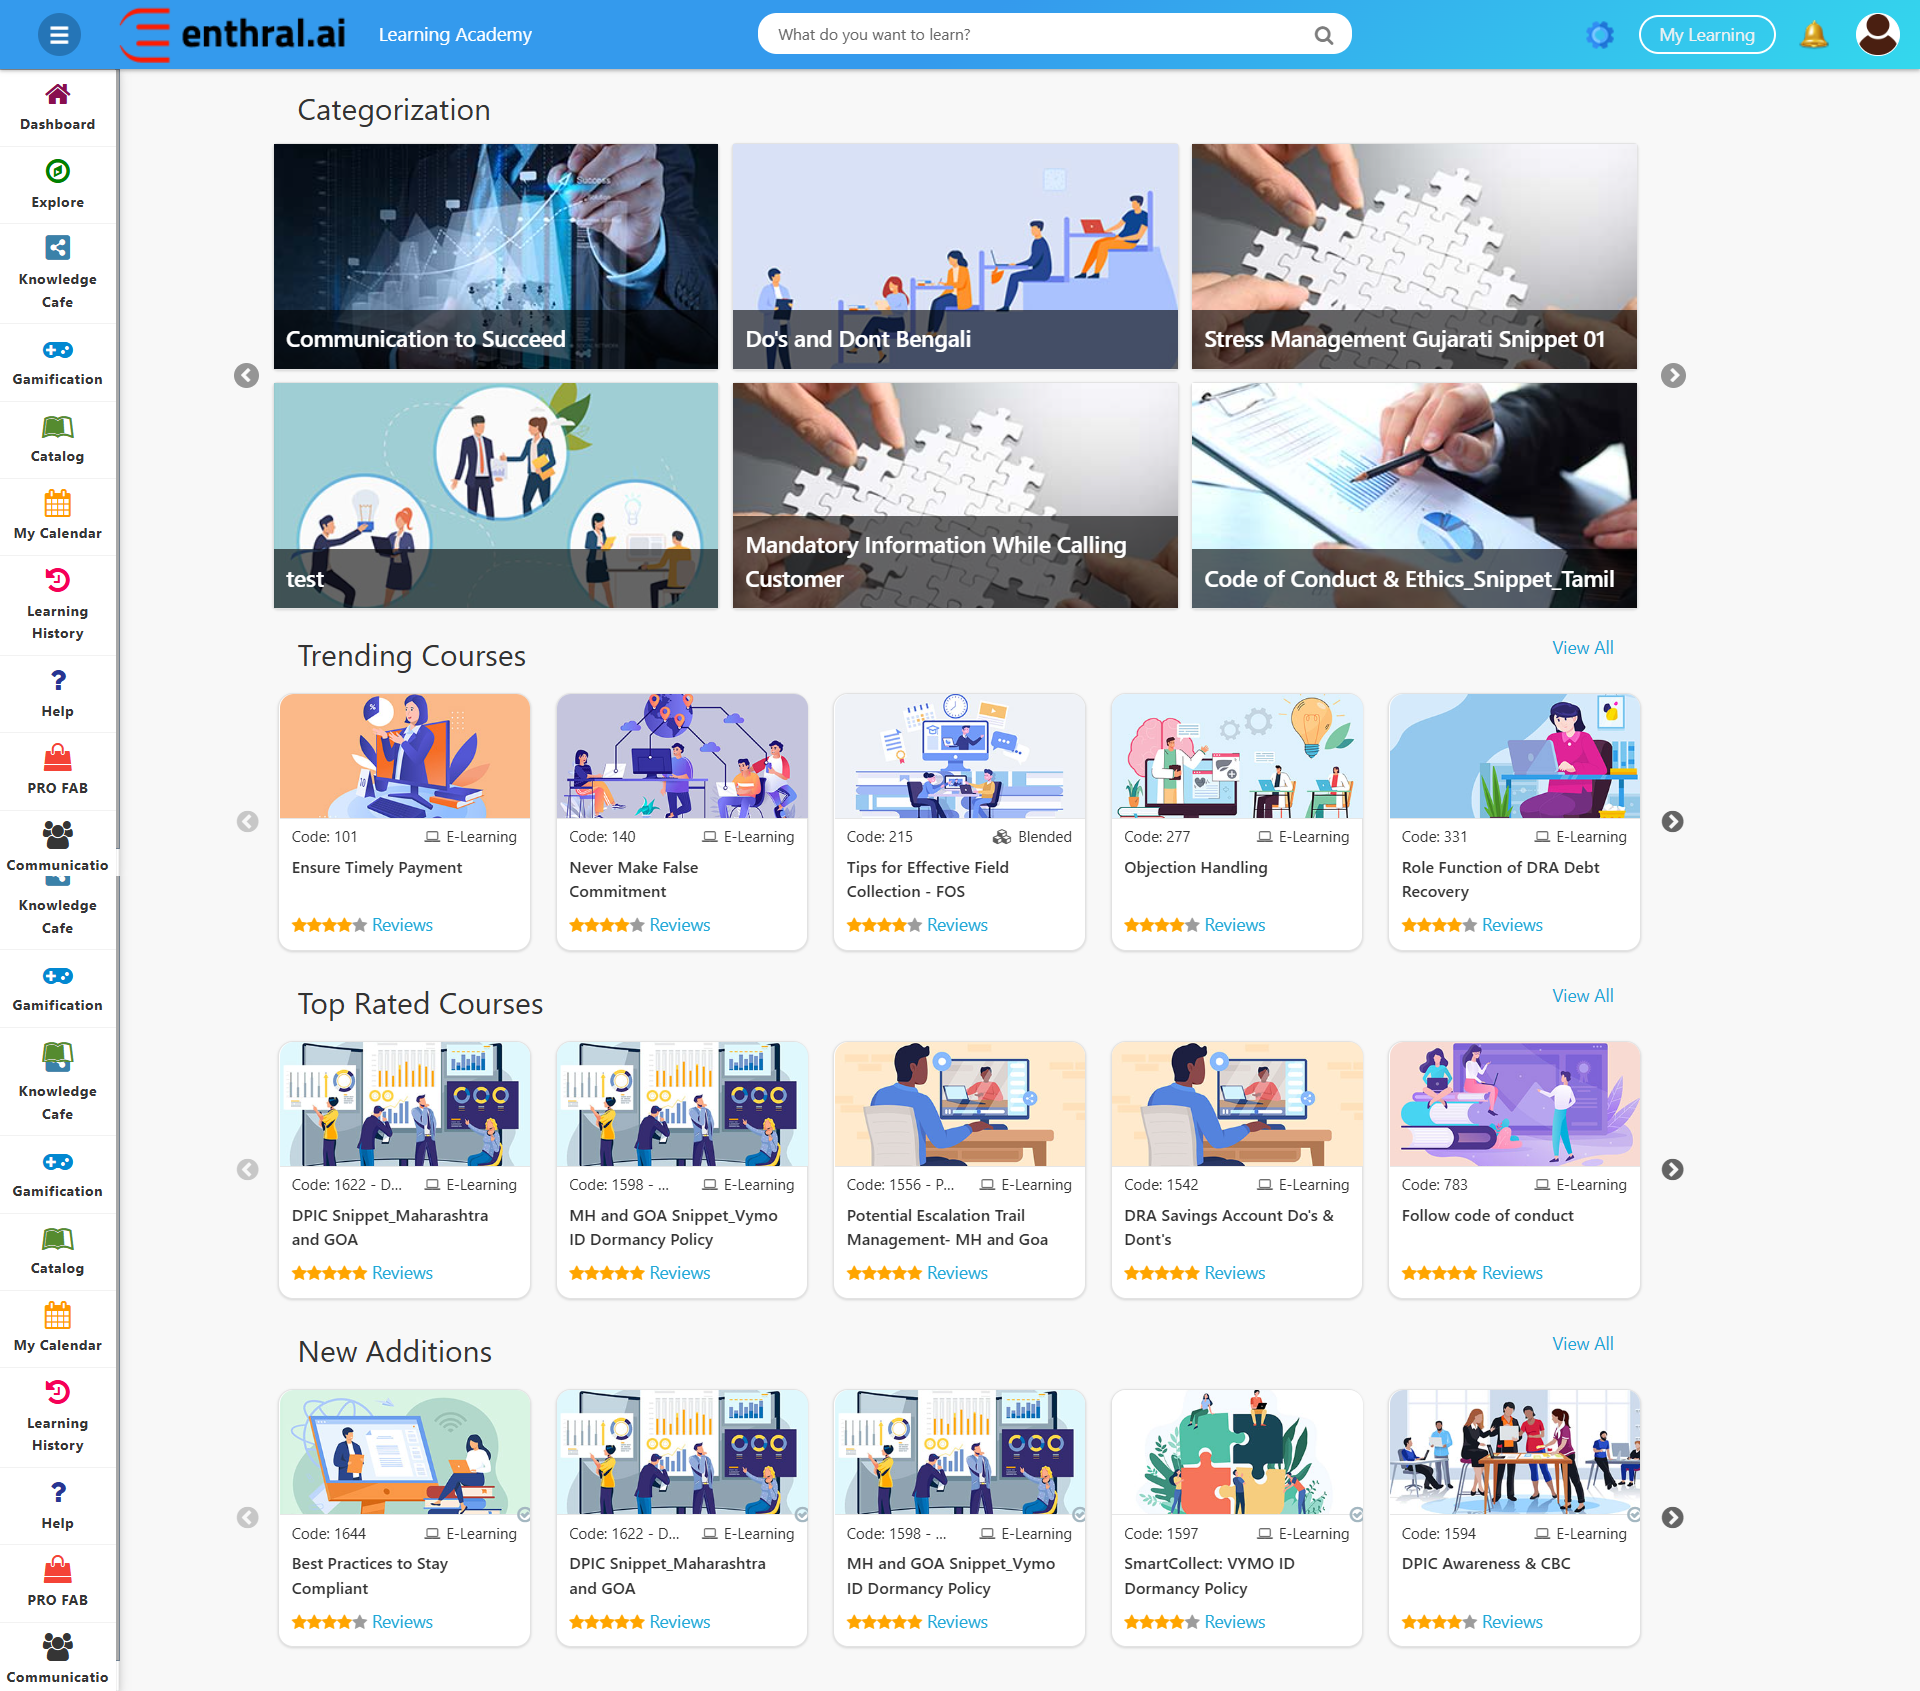 enthral.ai
Learning Academy
What do you want to learn?
My Learning
Dashboard
Explore
Knowledge
Cafe
Gamification
Catalog
My Calendar
Learning
History
Help
PRO FAB
Communicatio
Knowledge
Cafe
Gamification
Knowledge
Cafe
Gamification
Catalog
My Calendar
Learning
History
Help
PRO FAB
Communicatio
Categorization
Success
Communication to Succeed
Do's and Dont Bengali
Stress Management Gujarati Snippet 01
test
Mandatory Information While Calling
Customer
Code of Conduct & Ethics_Snippet_Tamil
Trending Courses
View All
Code: 101
E-Learning
Ensure Timely Payment
Reviews
Code: 140
E-Learning
Never Make False
Commitment
Reviews
Code: 215
Blended
Tips for Effective Field
Collection - FOS
Reviews
Code: 277
E-Learning
Objection Handling
Reviews
Code: 331
E-Learning
Role Function of DRA Debt
Recovery
Reviews
Top Rated Courses
View All
Code: 1622 - D...
E-Learning
DPIC Snippet_Maharashtra
and GOA
Reviews
Code: 1598 - ...
E-Learning
MH and GOA Snippet_Vymo
ID Dormancy Policy
Reviews
Code: 1556 - P...
E-Learning
Potential Escalation Trail
Management- MH and Goa
Reviews
Code: 1542
E-Learning
DRA Savings Account Do's &
Dont's
Reviews
Code: 783
E-Learning
Follow code of conduct
Reviews
New Additions
View All
Code: 1644
E-Learning
Best Practices to Stay
Compliant
Reviews
Code: 1622 - D...
E-Learning
DPIC Snippet_Maharashtra
and GOA
Reviews
Code: 1598 - ...
E-Learning
MH and GOA Snippet_Vymo
ID Dormancy Policy
Reviews
Code: 1597
E-Learning
SmartCollect: VYMO ID
Dormancy Policy
Reviews
Code: 1594
E-Learning
DPIC Awareness & CBC
Reviews